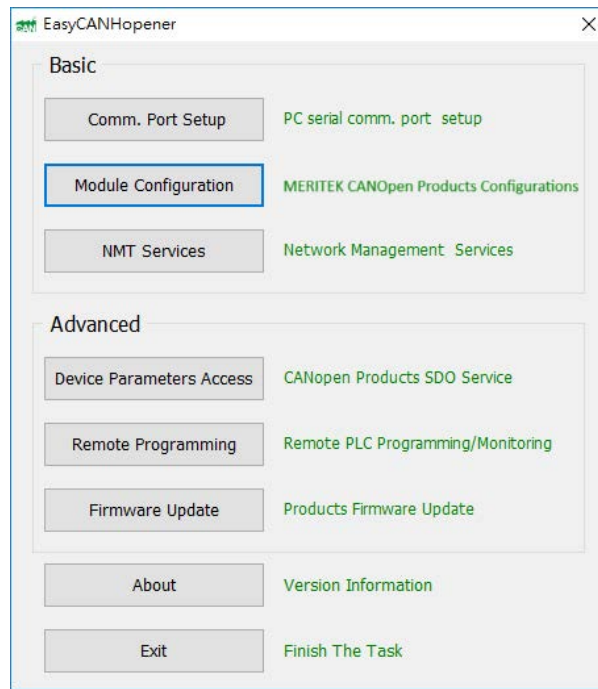 EasyCANHopener
Basic
Comm. Port Setup PC serial comm. port setup
Module Configuration MERITEK CANOpen Products Configurations
NMT Services Network Management Services
Advanced
Device Parameters Access CANopen Products SDO Service
Remote Programming Remote PLC Programming/Monitoring
Firmware Update Products Firmware Update
About Version Information
Exit Finish The Task